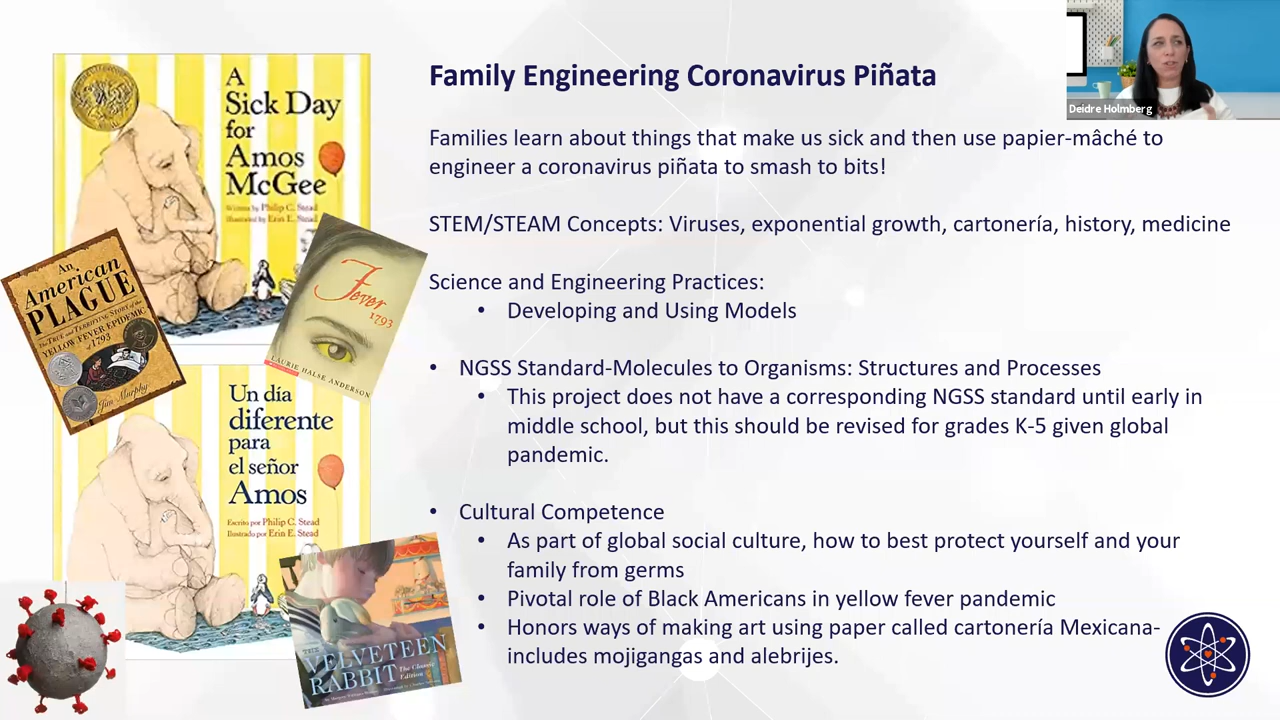 A
Sick Day
for
Amos
McGee
Written by Philip C. Stead
Illustrated by Erin E. Stead
An
American
PLAGUE
The TRUE and TERRIFYING STORY of the
YELLOW FEVER EPIDEMIC
of 1793
Jim Murphy
Fever
1793
LAURIE HALSE ANDERSON
Un día
diferente
para
el señor
Amos
Escrito por Philip C. Stead
Ilustrado por Erin E. Stead
THE
VELVETEEN
RABBIT
The Classic
Edition
Family Engineering Coronavirus Piñata
Families learn about things that make us sick and then use papier-mâché to
engineer a coronavirus piñata to smash to bits!
STEM/STEAM Concepts: Viruses, exponential growth, cartonería, history, medicine
Science and Engineering Practices:
• Developing and Using Models
• NGSS Standard-Molecules to Organisms: Structures and Processes
• This project does not have a corresponding NGSS standard until early in
middle school, but this should be revised for grades K-5 given global
pandemic.
• Cultural Competence
• As part of global social culture, how to best protect yourself and your
family from germs
• Pivotal role of Black Americans in yellow fever pandemic
• Honors ways of making art using paper called cartonería Mexicana-
includes mojigangas and alebrijes.
Deidre Holmberg